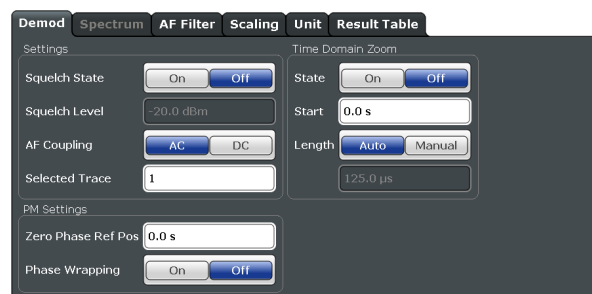 Demod Spectrum AF Filter Scaling Unit Result Table
Settings
Squelch State On Off
Squelch Level -20.0 dBm
AF Coupling AC DC
Selected Trace 1
Time Domain Zoom
State On Off
Start 0.0 s
Length Auto Manual
125.0 µs
PM Settings
Zero Phase Ref Pos 0.0 s
Phase Wrapping On Off